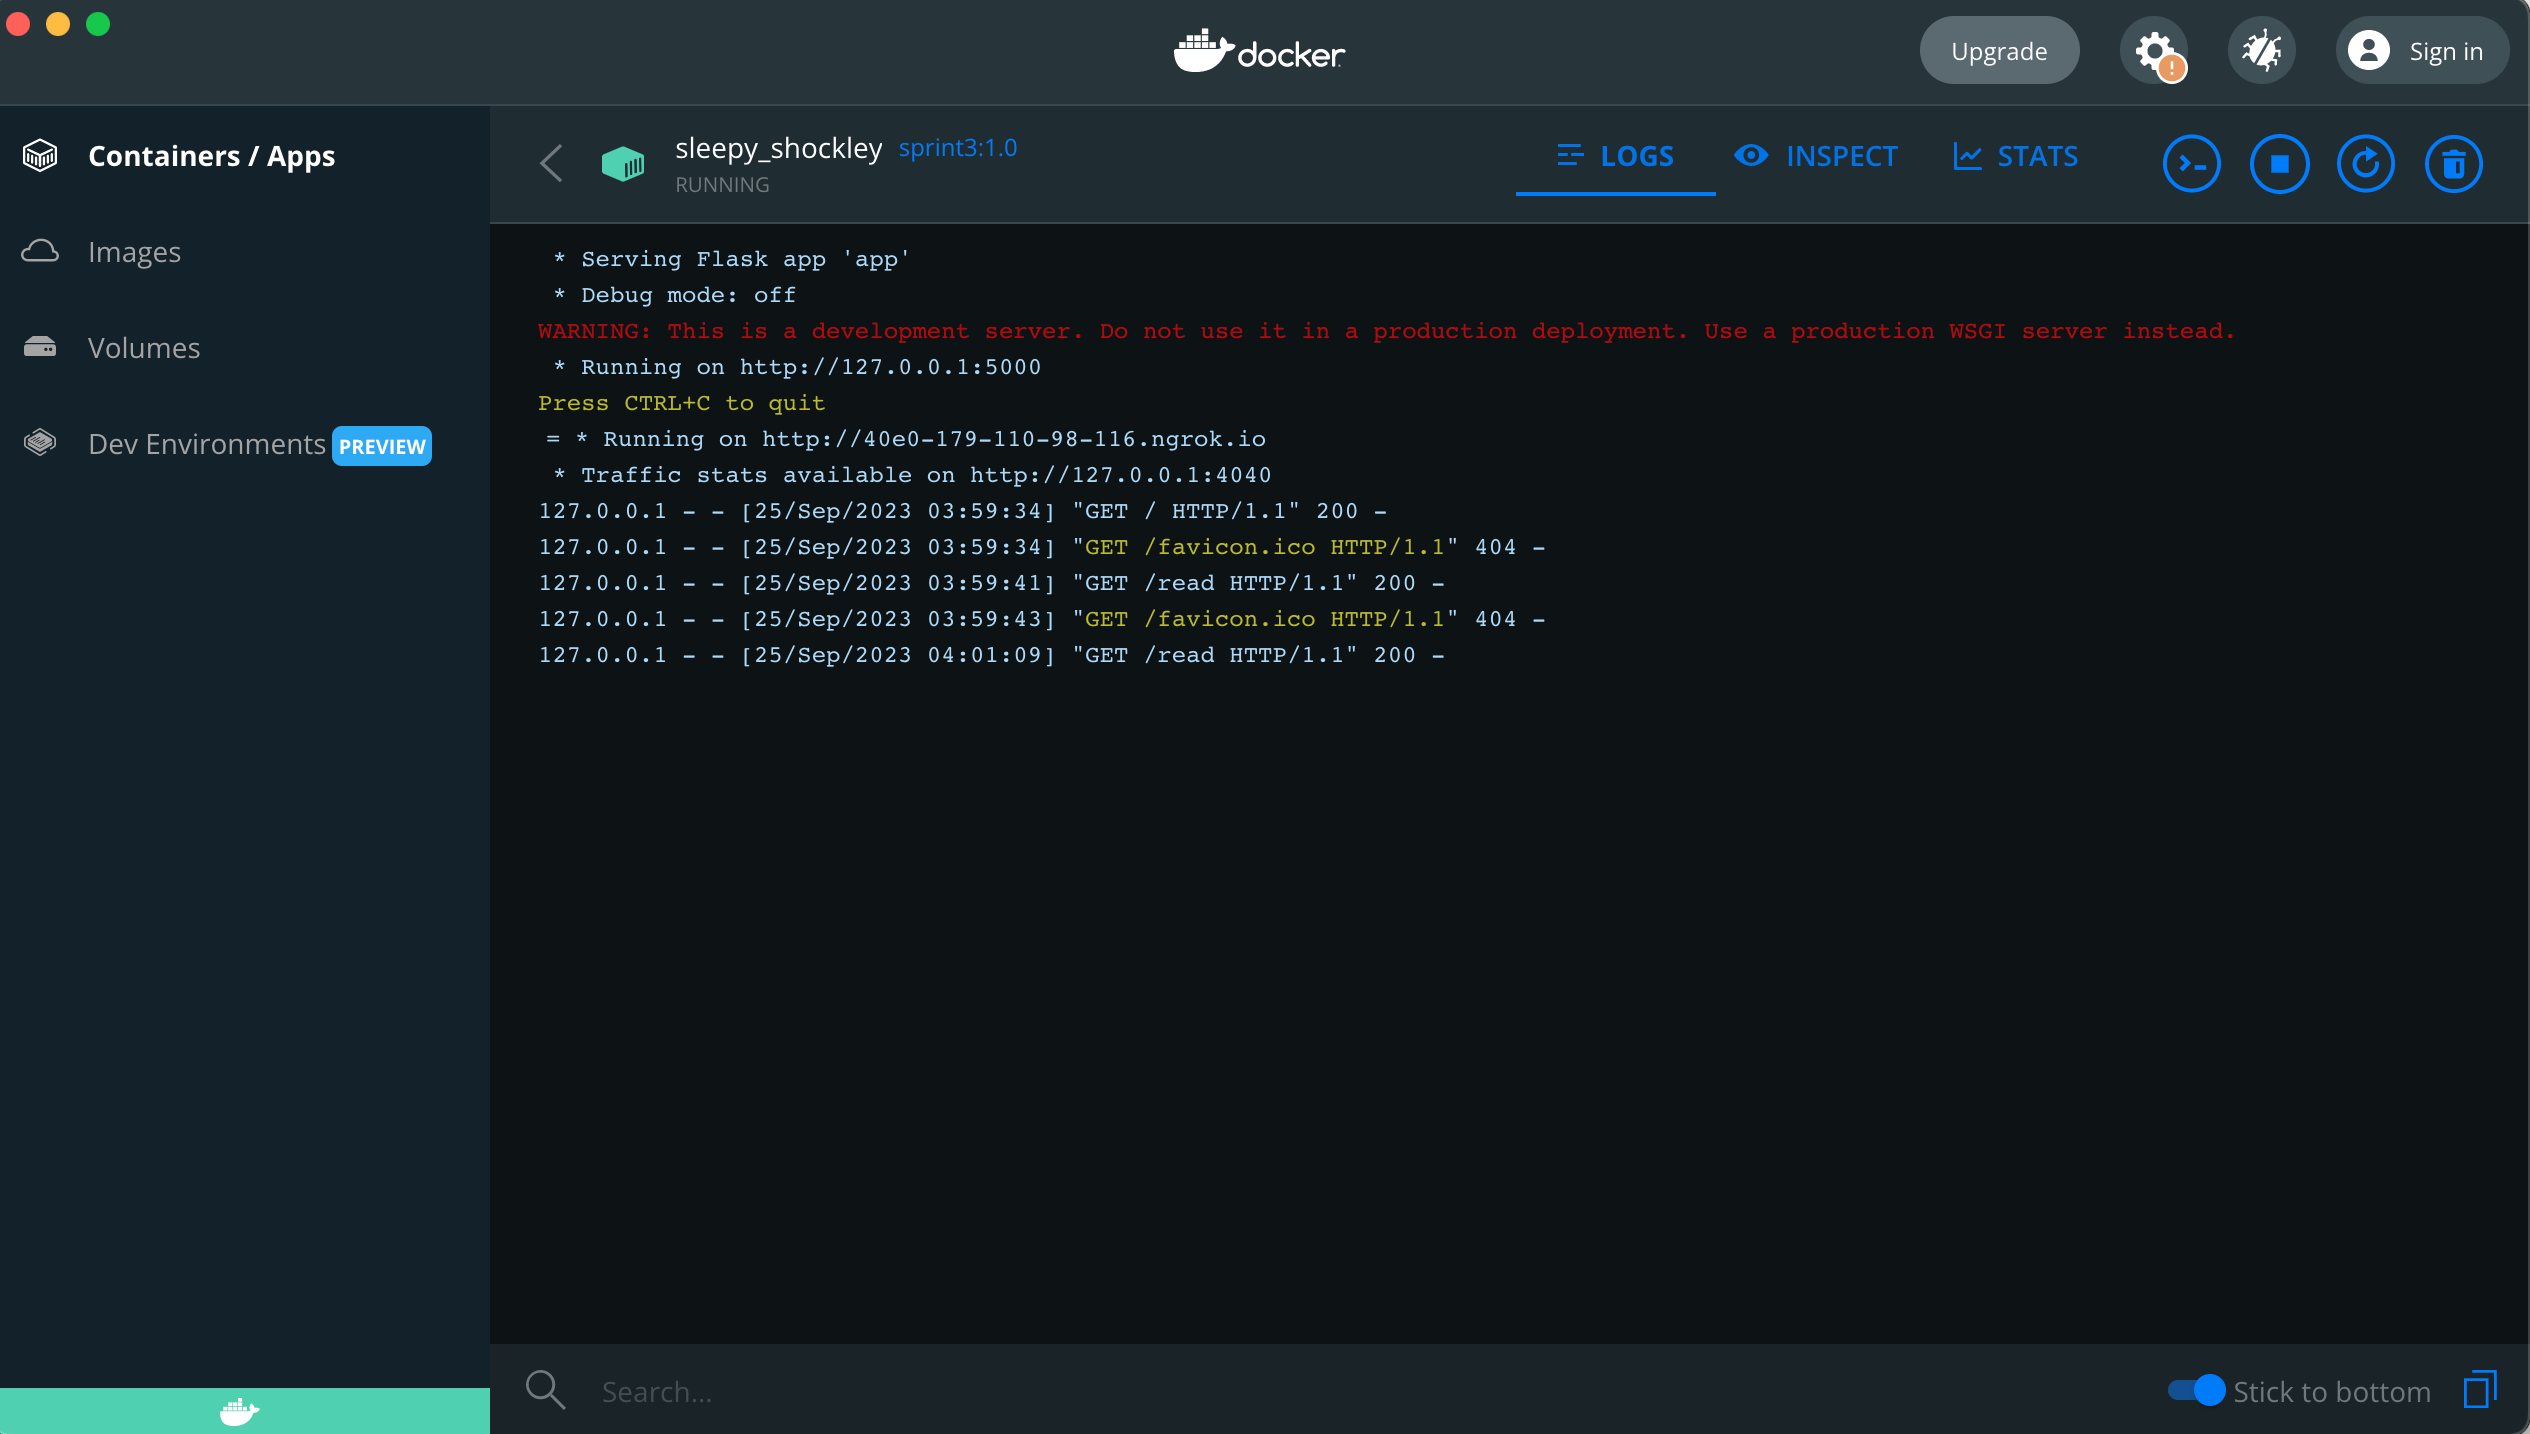 docker
Upgrade
Sign in
Containers / Apps
Images
Volumes
Dev Environments PREVIEW
sleepy_shockley sprint3:1.0
RUNNING
LOGS
INSPECT
STATS
* Serving Flask app 'app'
* Debug mode: off
WARNING: This is a development server. Do not use it in a production deployment. Use a production WSGI server instead.
* Running on http://127.0.0.1:5000
Press CTRL+C to quit
= * Running on http://40e0-179-110-98-116.ngrok.io
* Traffic stats available on http://127.0.0.1:4040
127.0.0.1 - - [25/Sep/2023 03:59:34] "GET / HTTP/1.1" 200 -
127.0.0.1 - - [25/Sep/2023 03:59:34] "GET /favicon.ico HTTP/1.1" 404 -
127.0.0.1 - - [25/Sep/2023 03:59:41] "GET /read HTTP/1.1" 200 -
127.0.0.1 - - [25/Sep/2023 03:59:43] "GET /favicon.ico HTTP/1.1" 404 -
127.0.0.1 - - [25/Sep/2023 04:01:09] "GET /read HTTP/1.1" 200 -
Search...
Stick to bottom